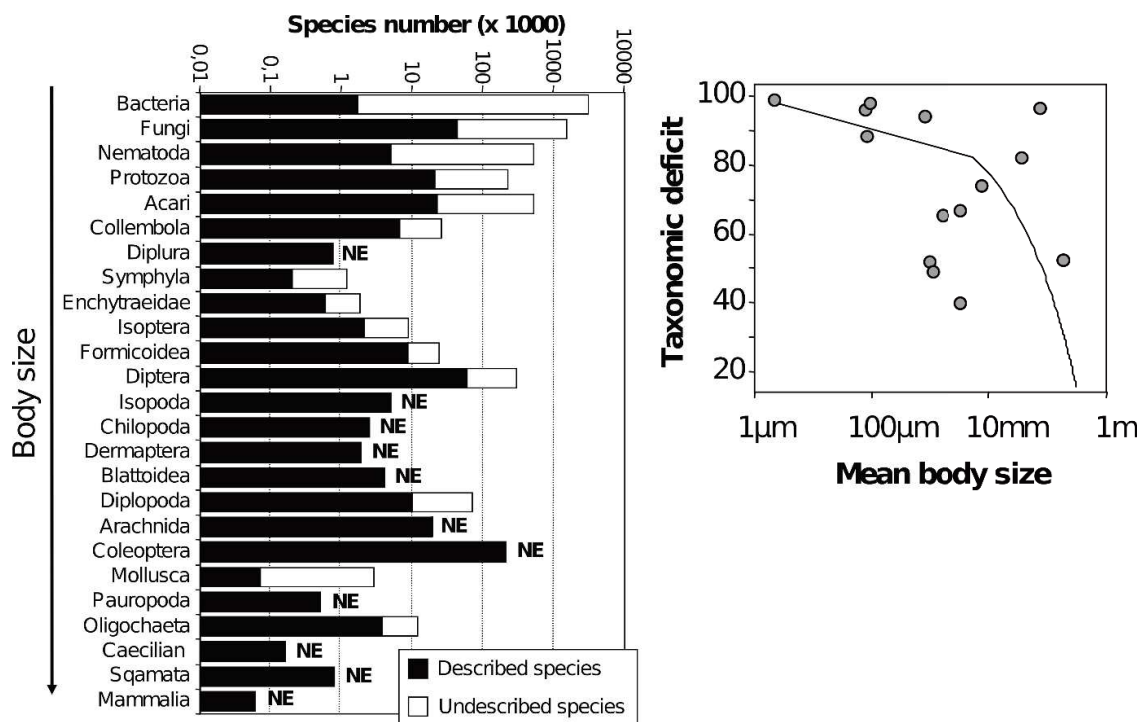 Species number (x 1000)
0,01
0,1
1
10
100
1000
10000
Body size
Bacteria
Fungi
Nematoda
Protozoa
Acari
Collembola
Diplura NE
Symphyla
Enchytraeidae
Isoptera
Formicoidea
Diptera
Isopoda NE
Chilopoda NE
Dermaptera NE
Blattoidea NE
Diplopoda
Arachnida NE
Coleoptera NE
Mollusca
Pauropoda NE
Oligochaeta
Caecilian NE
Sqamata NE
Mammalia NE
Described species
Undescribed species
Taxonomic deficit
100
80
60
40
20
1µm 100µm 10mm 1m
Mean body size